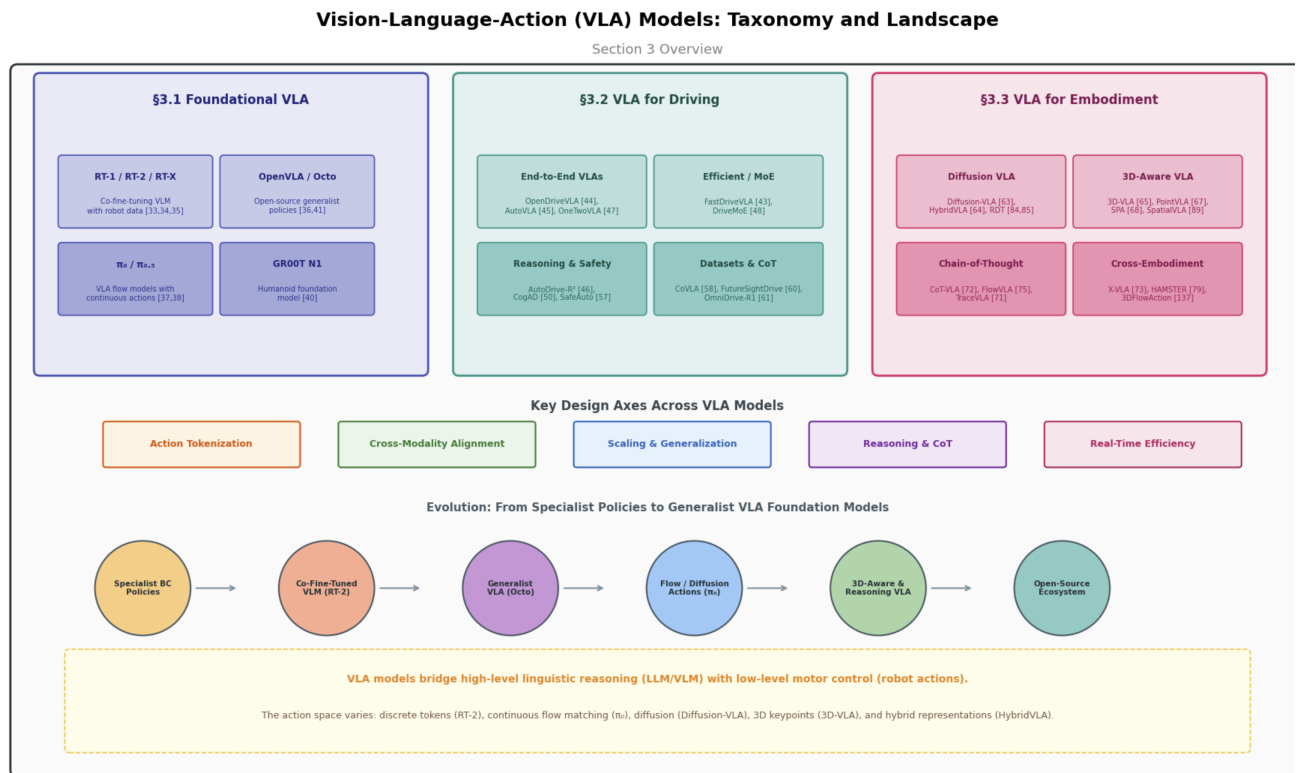 Vision-Language-Action (VLA) Models: Taxonomy and Landscape
Section 3 Overview
§3.1 Foundational VLA
RT-1 / RT-2 / RT-X
Co-fine-tuning VLM
with robot data [33,34,35]
OpenVLA / Octo
Open-source generalist
policies [36,41]
π₀ / π₀.₅
VLA flow models with
continuous actions [37,38]
GR00T N1
Humanoid foundation
model [40]
§3.2 VLA for Driving
End-to-End VLAs
OpenDriveVLA [44],
AutoVLA [45], OneTwoVLA [47]
Efficient / MoE
FastDriveVLA [43],
DriveMoE [48]
Reasoning & Safety
AutoDrive-R² [46],
CogAD [50], SafeAuto [57]
Datasets & CoT
CoVLA [58], FutureSightDrive [60],
OmniDrive-R1 [61]
§3.3 VLA for Embodiment
Diffusion VLA
Diffusion-VLA [63],
HybridVLA [64], RDT [84,85]
3D-Aware VLA
3D-VLA [65], PointVLA [67],
SPA [68], SpatialVLA [89]
Chain-of-Thought
CoT-VLA [72], FlowVLA [75],
TraceVLA [71]
Cross-Embodiment
X-VLA [73], HAMSTER [79],
3DFlowAction [137]
Key Design Axes Across VLA Models
Action Tokenization
Cross-Modality Alignment
Scaling & Generalization
Reasoning & CoT
Real-Time Efficiency
Evolution: From Specialist Policies to Generalist VLA Foundation Models
Specialist BC
Policies
Co-Fine-Tuned
VLM (RT-2)
Generalist
VLA (Octo)
Flow / Diffusion
Actions (π₀)
3D-Aware &
Reasoning VLA
Open-Source
Ecosystem
VLA models bridge high-level linguistic reasoning (LLM/VLM) with low-level motor control (robot actions).
The action space varies: discrete tokens (RT-2), continuous flow matching (π₀), diffusion (Diffusion-VLA), 3D keypoints (3D-VLA), and hybrid representations (HybridVLA).